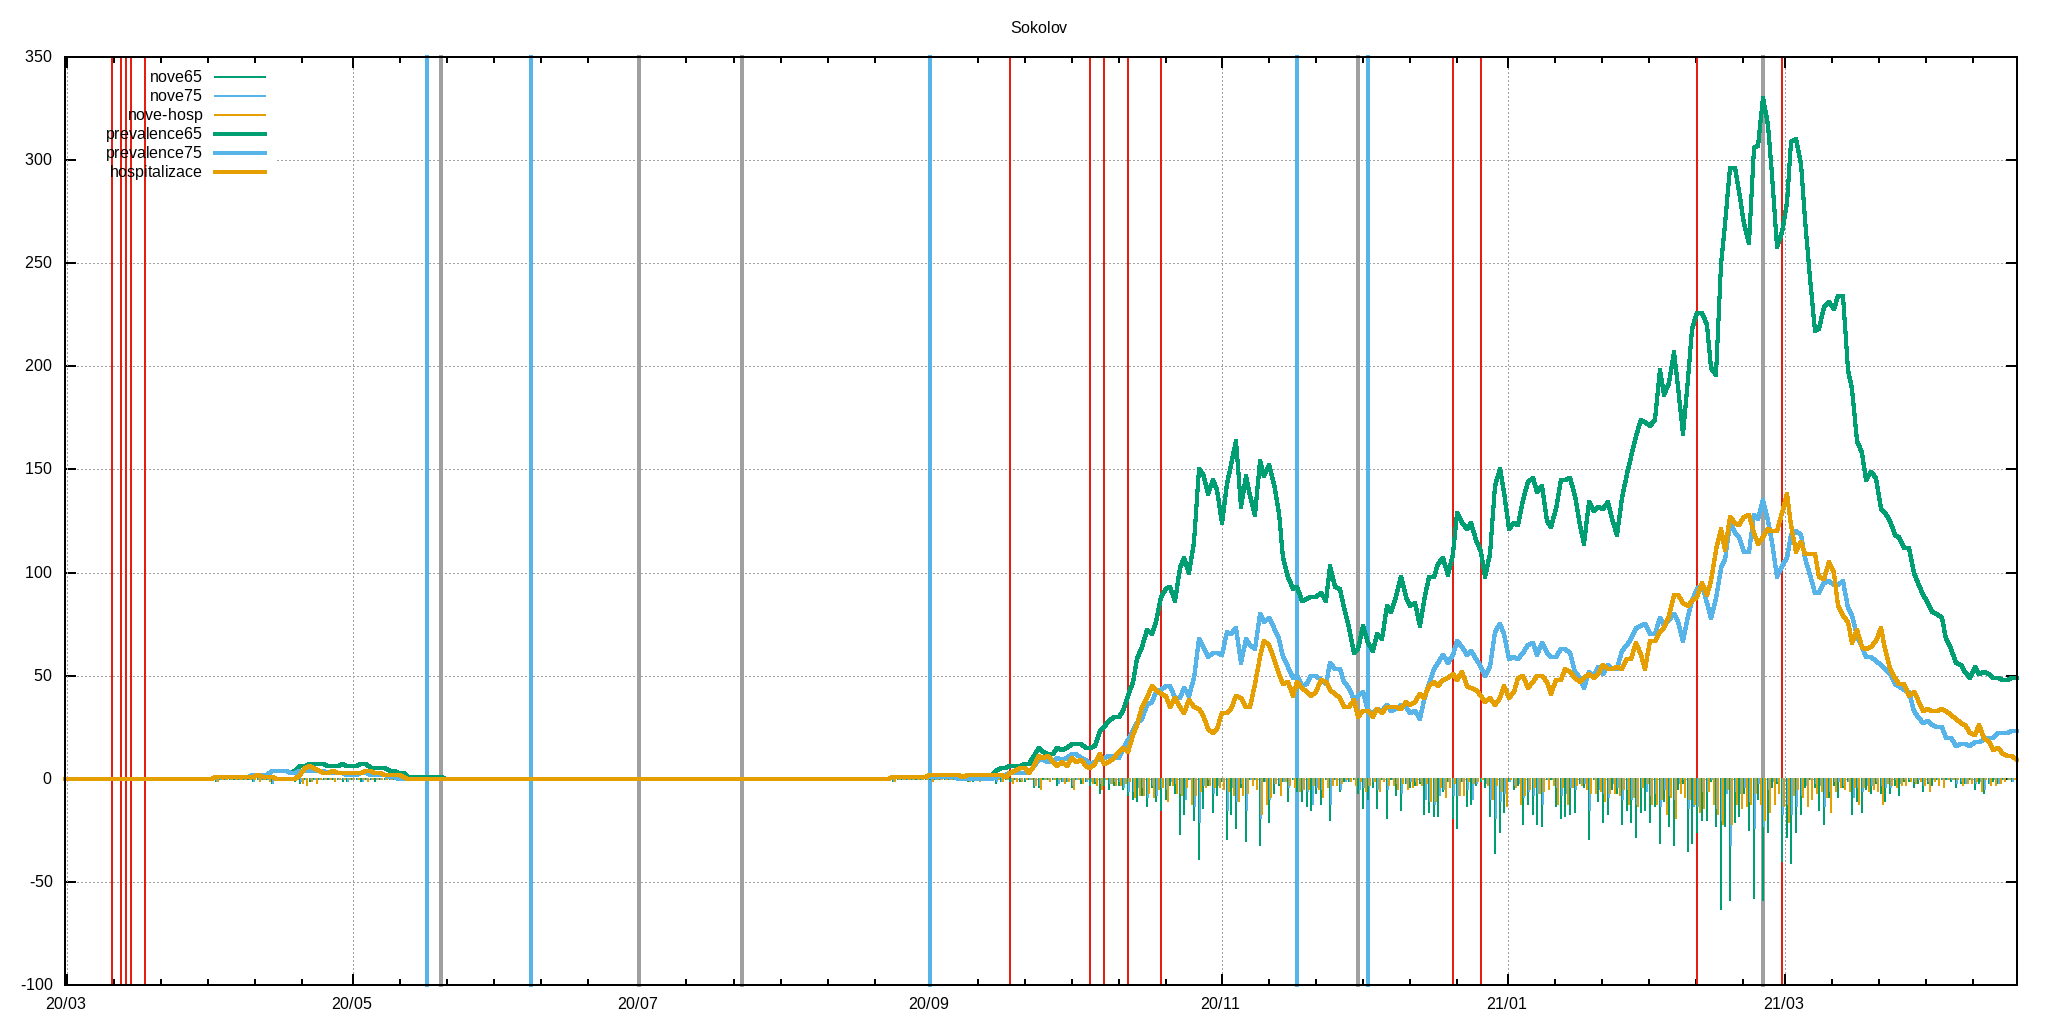 Sokolov
350
300
250
200
150
100
50
0
-50
-100
nove65
nove75
nove-hosp
prevalence65
prevalence75
hospitalizace
20/03 20/05 20/07 20/09 20/11 21/01 21/03